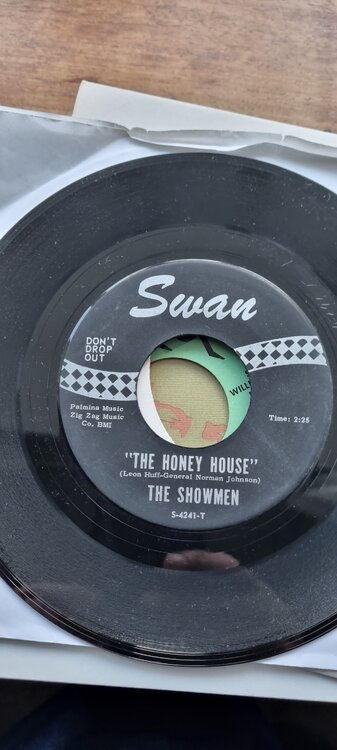 Swan
DON'T
DROP
OUT
Palmina Music
Zig Zag Music
Co. BMI
Time: 2:25
WILL
"THE HONEY HOUSE"
(Leon Huff-General Norman Johnson)
THE SHOWMEN
S-4241-T